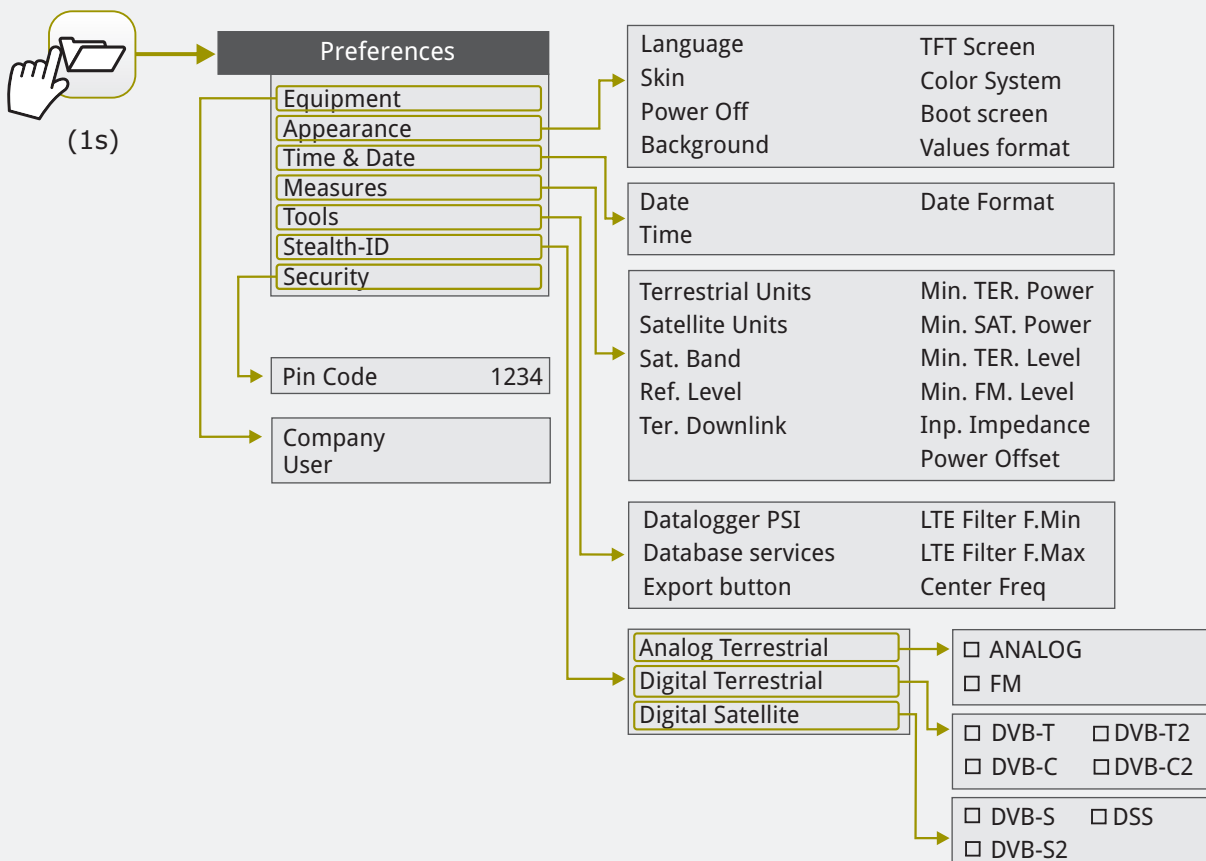 (1s)
Preferences
Equipment
Appearance
Time & Date
Measures
Tools
Stealth-ID
Security
Pin Code 1234
Company
User
Language TFT Screen
Skin Color System
Power Off Boot screen
Background Values format
Date Date Format
Time
Terrestrial Units Min. TER. Power
Satellite Units Min. SAT. Power
Sat. Band Min. TER. Level
Ref. Level Min. FM. Level
Ter. Downlink Inp. Impedance
Power Offset
Datalogger PSI LTE Filter F.Min
Database services LTE Filter F.Max
Export button Center Freq
Analog Terrestrial
Digital Terrestrial
Digital Satellite
ANALOG
FM
DVB-T DVB-T2
DVB-C DVB-C2
DVB-S DSS
DVB-S2